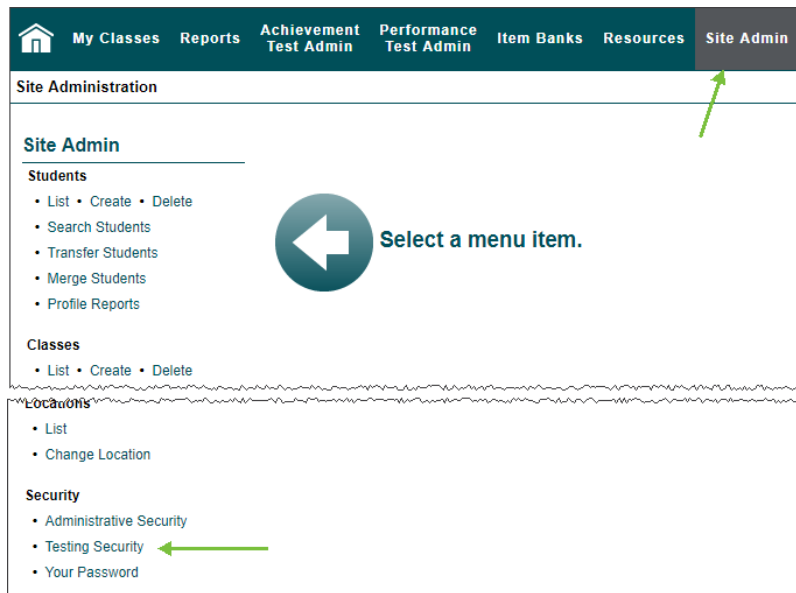 My Classes Reports Achievement Test Admin Performance Test Admin Item Banks Resources Site Admin
Site Administration
Site Admin
Students
• List • Create • Delete
• Search Students
• Transfer Students
• Merge Students
• Profile Reports
Select a menu item.
Classes
• List • Create • Delete
Locations
• List
• Change Location
Security
• Administrative Security
• Testing Security
• Your Password